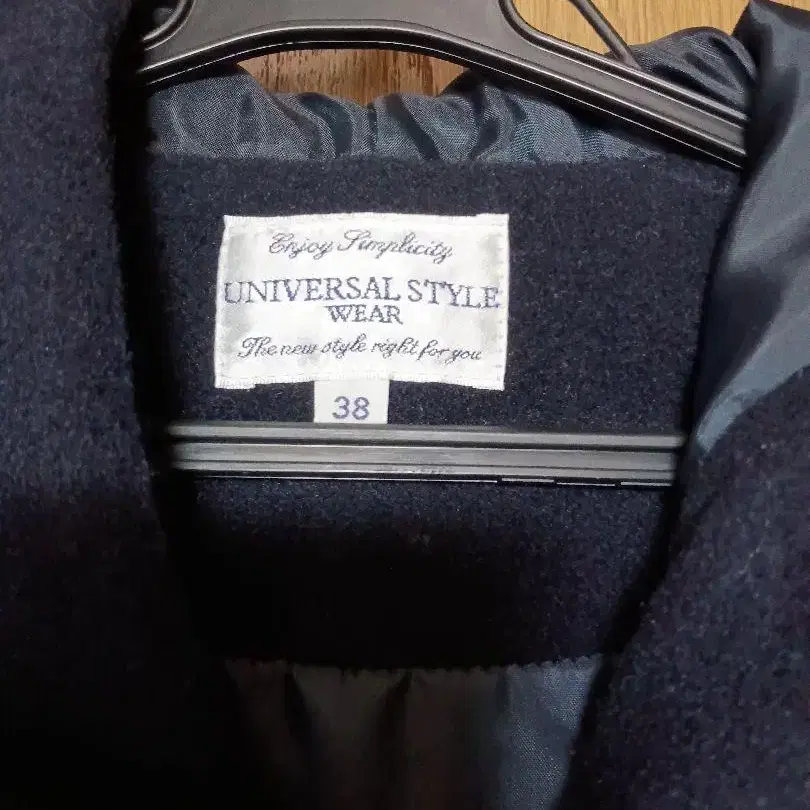 Enjoy Simplicity
UNIVERSAL STYLE
WEAR
The new style right for you
38